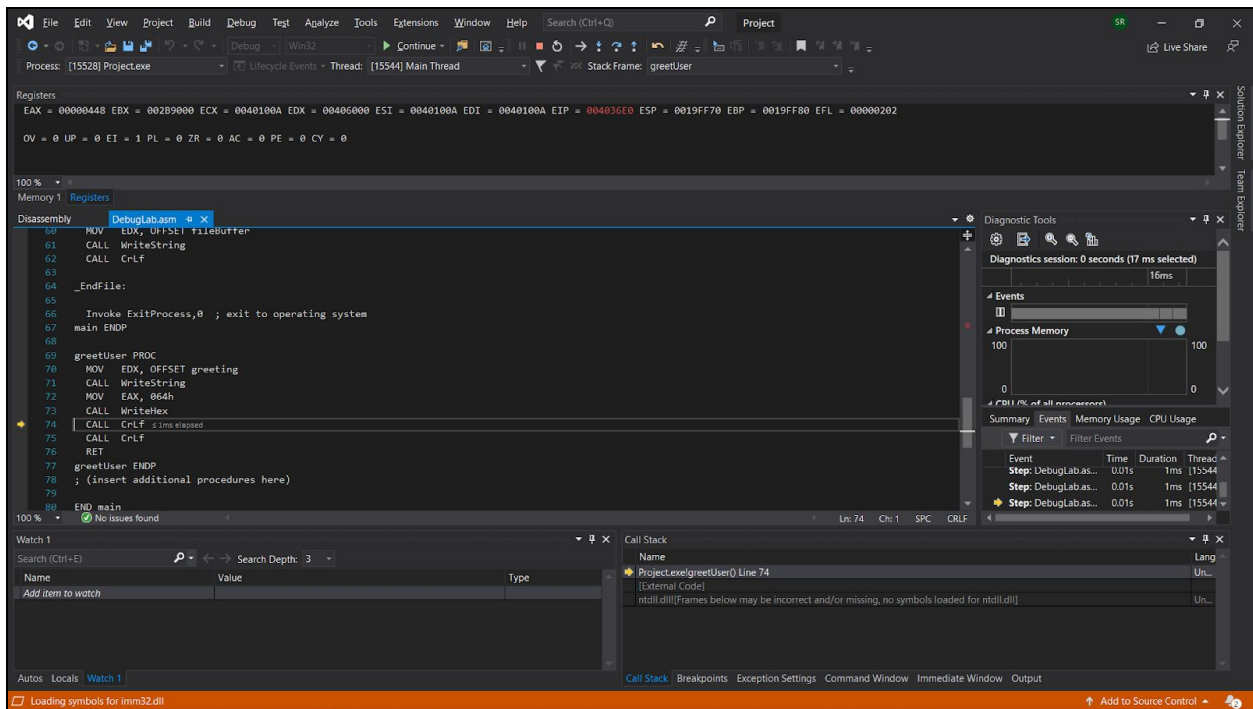 File Edit View Project Build Debug Test Analyze Tools Extensions Window Help Search (Ctrl+Q) Project SR
Debug Win32 Continue Live Share
Process: [15528] Project.exe Lifecycle Events Thread: [15544] Main Thread Stack Frame: greetUser
Registers
EAX = 00000448 EBX = 002B9000 ECX = 0040100A EDX = 00406000 ESI = 0040100A EDI = 0040100A EIP = 004036E0 ESP = 0019FF70 EBP = 0019FF80 EFL = 00000202
OV = 0 UP = 0 EI = 1 PL = 0 ZR = 0 AC = 0 PE = 0 CY = 0
100 %
Memory 1 Registers
Solution Explorer
Team Explorer
Disassembly DebugLab.asm
60 MOV EDX, OFFSET fileBuffer
61 CALL WriteString
62 CALL CrLf
63
64 _EndFile:
65
66 Invoke ExitProcess,0 ; exit to operating system
67 main ENDP
68
69 greetUser PROC
70 MOV EDX, OFFSET greeting
71 CALL WriteString
72 MOV EAX, 064h
73 CALL WriteHex
74 CALL CrLf ≤ 1ms elapsed
75 CALL CrLf
76 RET
77 greetUser ENDP
78 ; (insert additional procedures here)
79
80 END main
100 % No issues found Ln: 74 Ch: 1 SPC CRLF
Diagnostic Tools
Diagnostics session: 0 seconds (17 ms selected)
16ms
Events
Process Memory
100 100
0 0
CPU (% of all processors)
Summary Events Memory Usage CPU Usage
Filter Filter Events
Event Time Duration Thread
Step: DebugLab.as... 0.01s 1ms [15544
Step: DebugLab.as... 0.01s 1ms [15544
Step: DebugLab.as... 0.01s 1ms [15544
Watch 1
Search (Ctrl+E) Search Depth: 3
Name Value Type
Add item to watch
Autos Locals Watch 1
Call Stack
Name Lang
Project.exe!greetUser() Line 74 Un...
[External Code]
ntdll.dll![Frames below may be incorrect and/or missing, no symbols loaded for ntdll.dll] Un...
Call Stack Breakpoints Exception Settings Command Window Immediate Window Output
Loading symbols for imm32.dll Add to Source Control 2